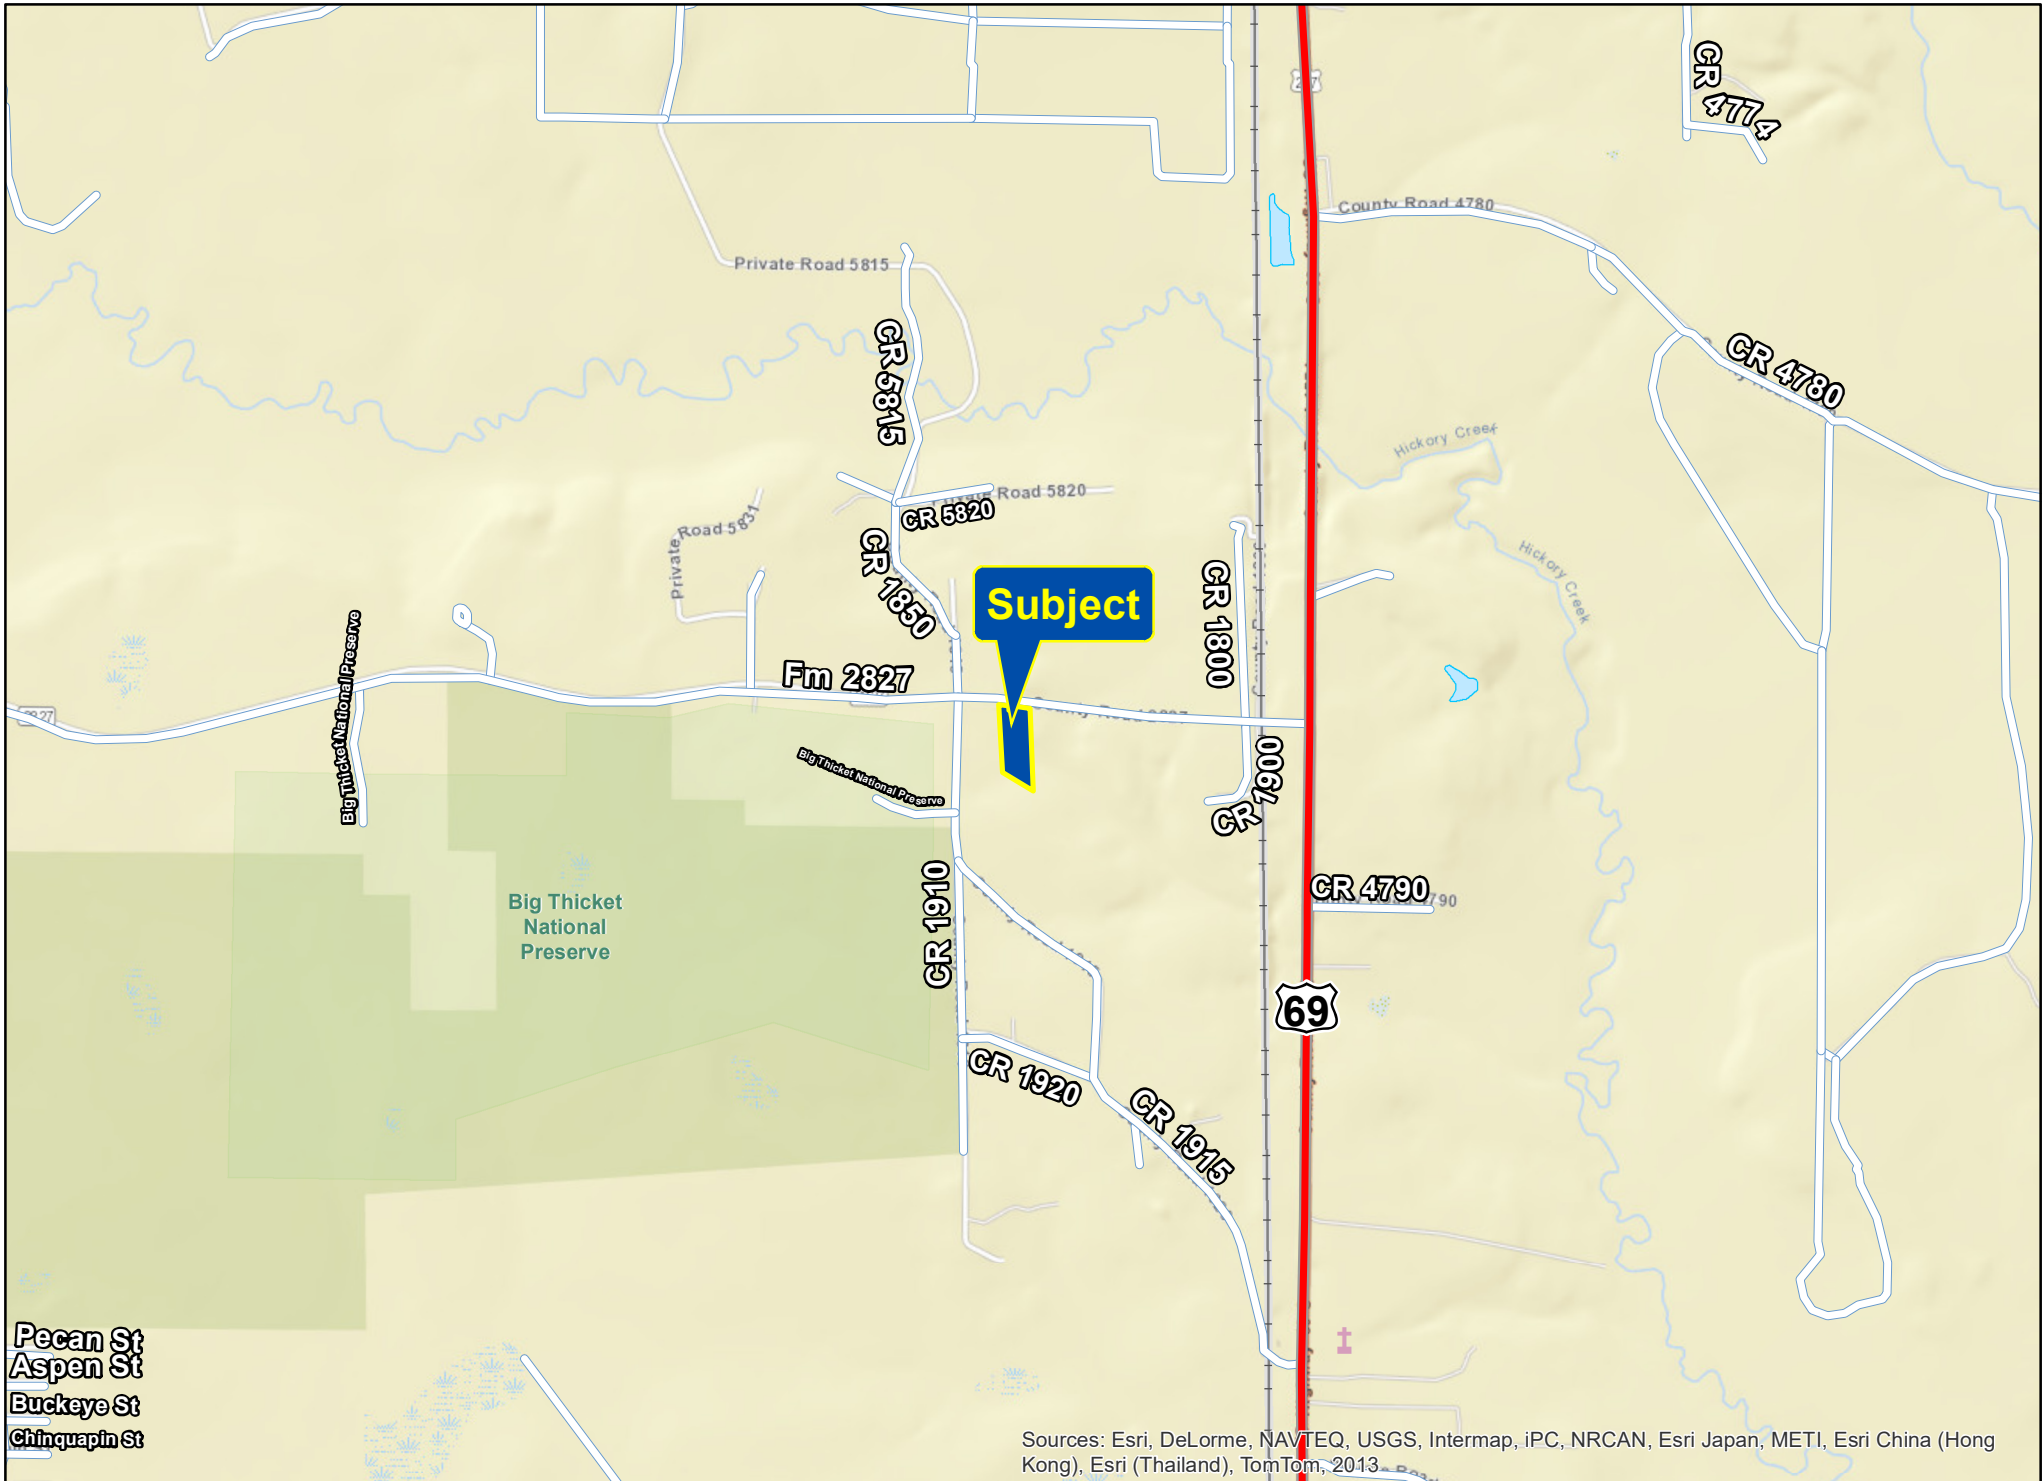 CR 4774
County Road 4780
Private Road 5815
CR 5815
CR 4780
Hickory Creek
Private Road 5820
CR 5820
Private Road 5831
CR 1850
Hickory Creek
Subject
CR 1800
Big Thicket National Preserve
Fm 2827
Big Thicket National Preserve
CR 1900
CR 4790
CR 1910
Big Thicket
National
Preserve
69
CR 1920
CR 1915
Pecan St
Aspen St
Buckeye St
Chinquapin St
Sources: Esri, DeLorme, NAVTEQ, USGS, Intermap, iPC, NRCAN, Esri Japan, METI, Esri China (Hong
Kong), Esri (Thailand), TomTom, 2013